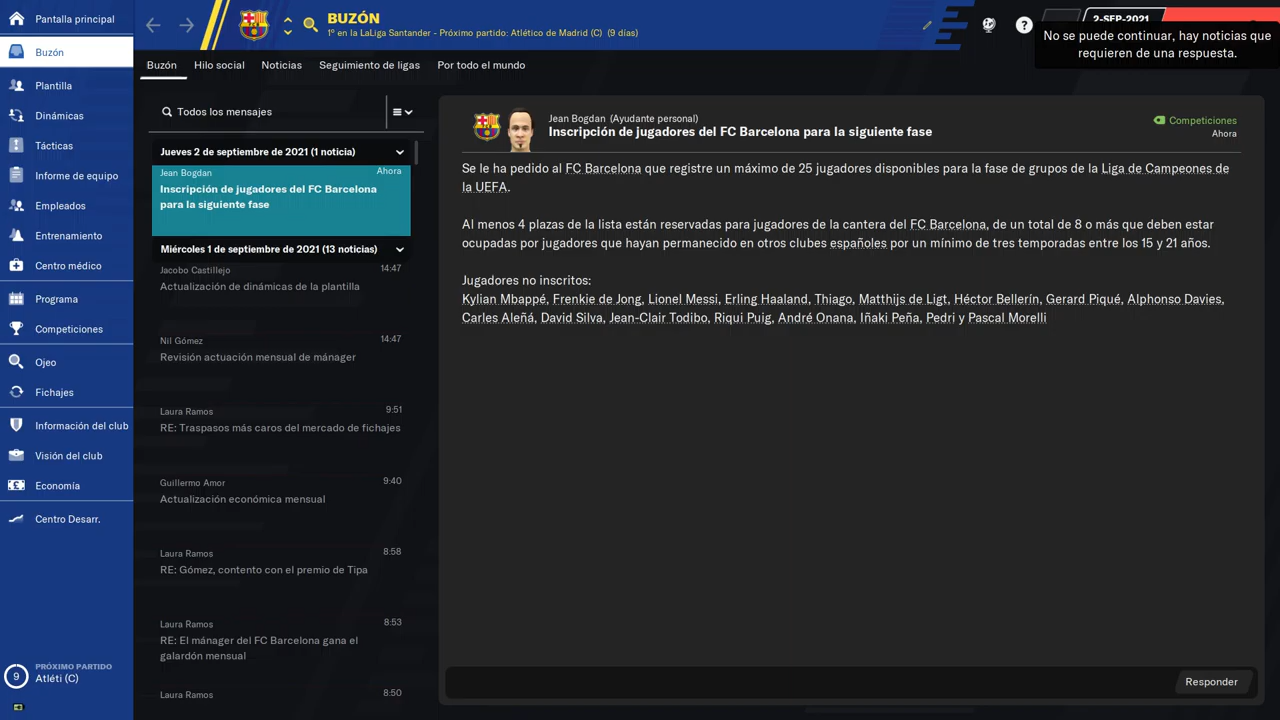 Pantalla principal
Buzón
Plantilla
Dinámicas
Tácticas
Informe de equipo
Empleados
Entrenamiento
Centro médico
Programa
Competiciones
Ojeo
Fichajes
Información del club
Visión del club
Economía
Centro Desarr.
PRÓXIMO PARTIDO
9
Atléti (C)
BUZÓN
1º en la LaLiga Santander - Próximo partido: Atlético de Madrid (C) (9 días)
2-SEP-2021
No se puede continuar, hay noticias que
requieren de una respuesta.
Buzón Hilo social Noticias Seguimiento de ligas Por todo el mundo
Todos los mensajes
Jueves 2 de septiembre de 2021 (1 noticia)
Jean Bogdan Ahora
Inscripción de jugadores del FC Barcelona
para la siguiente fase
Miércoles 1 de septiembre de 2021 (13 noticias)
Jacobo Castillejo 14:47
Actualización de dinámicas de la plantilla
Nil Gómez 14:47
Revisión actuación mensual de mánager
Laura Ramos 9:51
RE: Traspasos más caros del mercado de fichajes
Guillermo Amor 9:40
Actualización económica mensual
Laura Ramos 8:58
RE: Gómez, contento con el premio de Tipa
Laura Ramos 8:53
RE: El mánager del FC Barcelona gana el
galardón mensual
Laura Ramos 8:50
Jean Bogdan (Ayudante personal)
Inscripción de jugadores del FC Barcelona para la siguiente fase
Competiciones
Ahora
Se le ha pedido al FC Barcelona que registre un máximo de 25 jugadores disponibles para la fase de grupos de la Liga de Campeones de
la UEFA.
Al menos 4 plazas de la lista están reservadas para jugadores de la cantera del FC Barcelona, de un total de 8 o más que deben estar
ocupadas por jugadores que hayan permanecido en otros clubes españoles por un mínimo de tres temporadas entre los 15 y 21 años.
Jugadores no inscritos:
Kylian Mbappé, Frenkie de Jong, Lionel Messi, Erling Haaland, Thiago, Matthijs de Ligt, Héctor Bellerín, Gerard Piqué, Alphonso Davies,
Carles Aleñá, David Silva, Jean-Clair Todibo, Riqui Puig, André Onana, Iñaki Peña, Pedri y Pascal Morelli
Responder